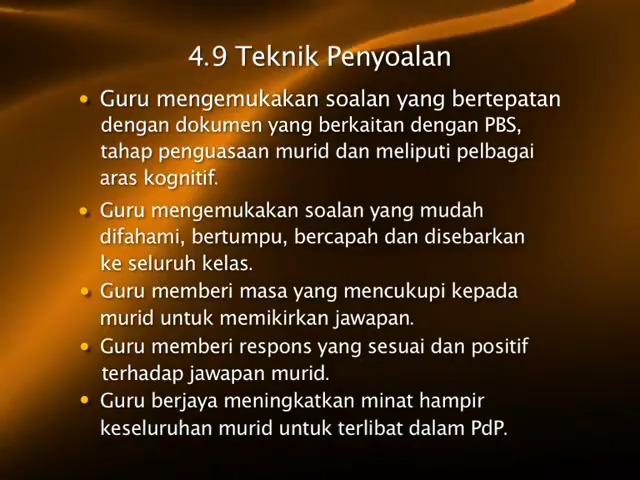 4.9 Teknik Penyoalan
• Guru mengemukakan soalan yang bertepatan
dengan dokumen yang berkaitan dengan PBS,
tahap penguasaan murid dan meliputi pelbagai
aras kognitif.
• Guru mengemukakan soalan yang mudah
difahami, bertumpu, bercapah dan disebarkan
ke seluruh kelas.
• Guru memberi masa yang mencukupi kepada
murid untuk memikirkan jawapan.
• Guru memberi respons yang sesuai dan positif
terhadap jawapan murid.
• Guru berjaya meningkatkan minat hampir
keseluruhan murid untuk terlibat dalam PdP.